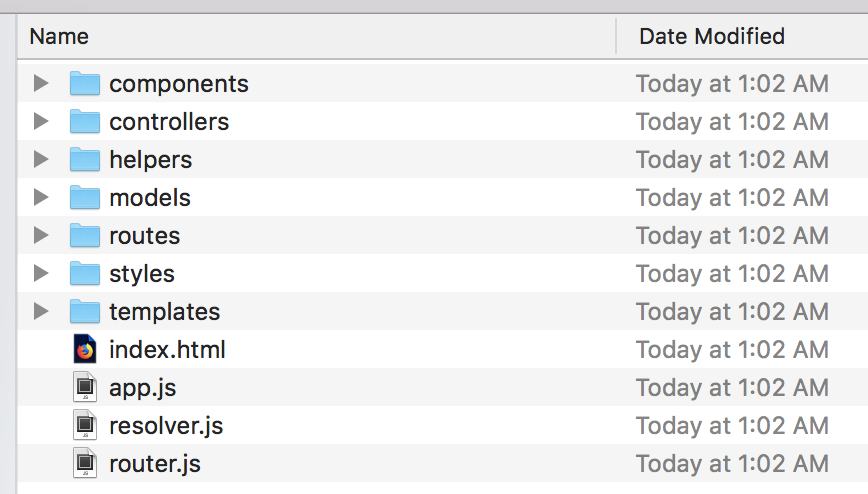 Name Date Modified
components Today at 1:02 AM
controllers Today at 1:02 AM
helpers Today at 1:02 AM
models Today at 1:02 AM
routes Today at 1:02 AM
styles Today at 1:02 AM
templates Today at 1:02 AM
index.html Today at 1:02 AM
app.js Today at 1:02 AM
resolver.js Today at 1:02 AM
router.js Today at 1:02 AM